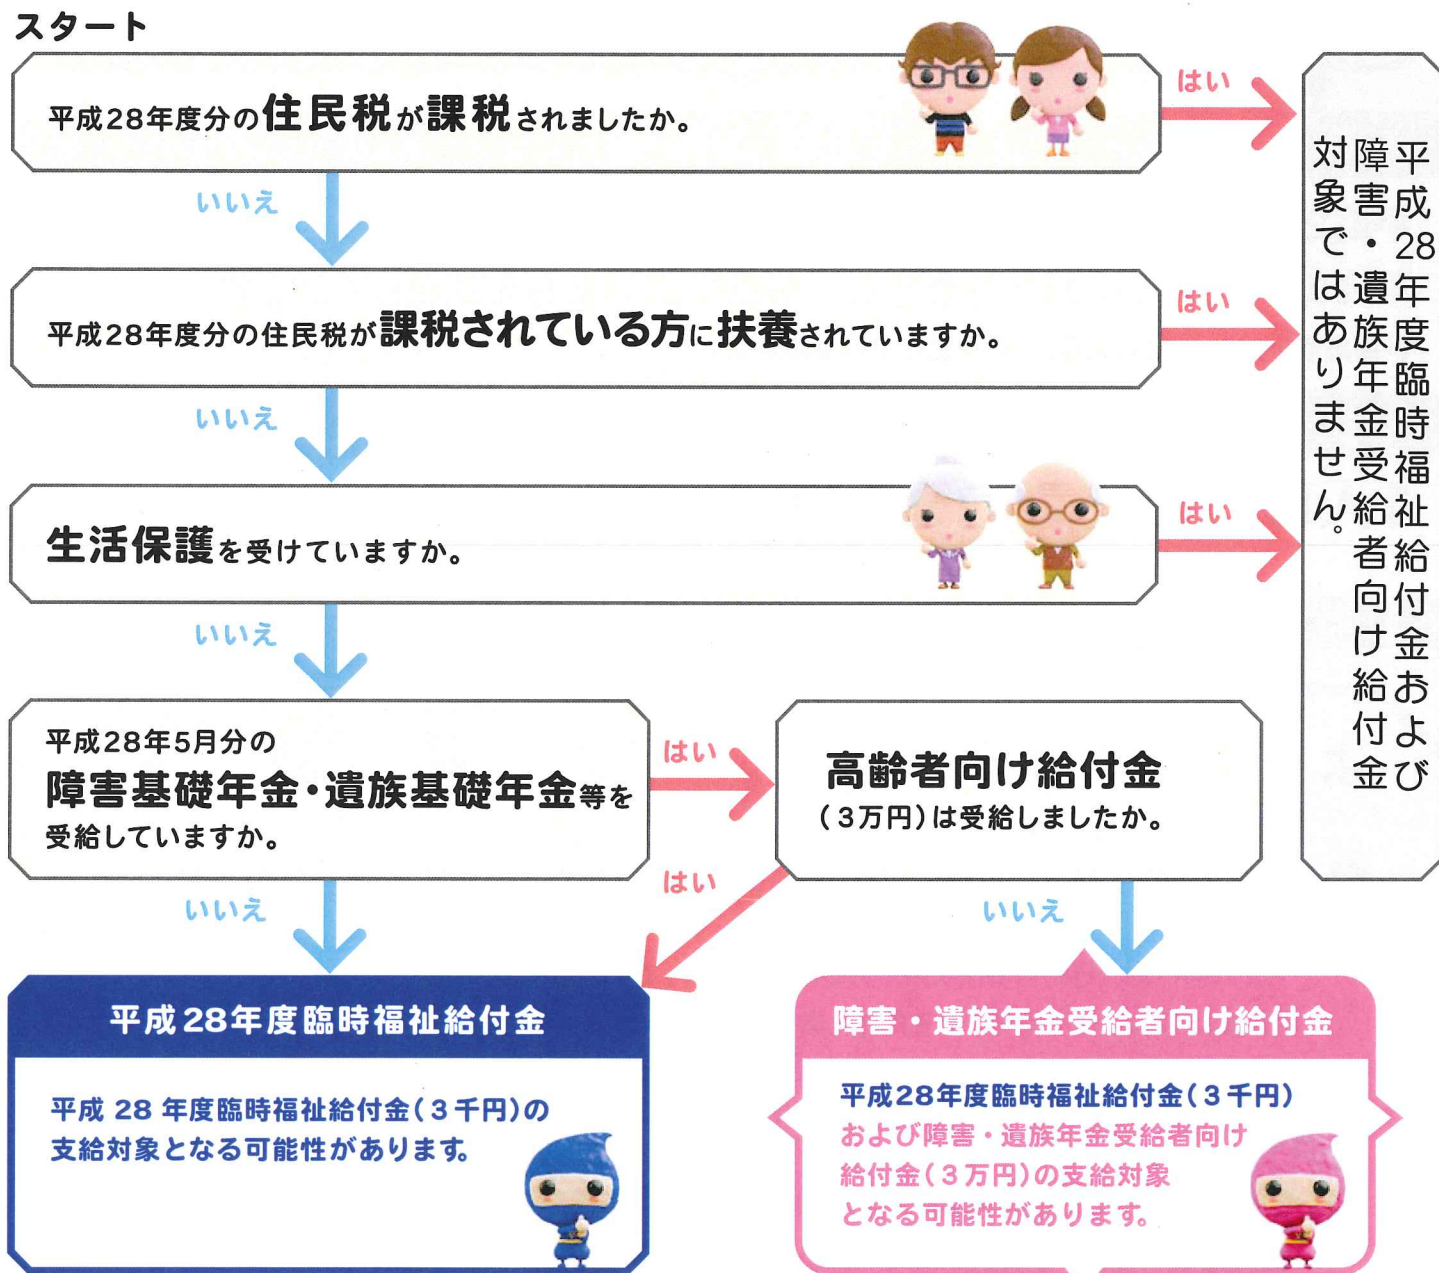 スタート
平成28年度分の住民税が課税されましたか。
はい
いいえ
平成28年度分の住民税が課税されている方に扶養されていますか。
はい
いいえ
生活保護を受けていますか。
はい
いいえ
平成28年度臨時福祉給付金および
障害・遺族年金受給者向け給付金
対象ではありません。
平成28年5月分の
障害基礎年金・遺族基礎年金等を
受給していますか。
はい
高齢者向け給付金
(3万円)は受給しましたか。
はい
いいえ
いいえ
平成28年度臨時福祉給付金
平成 28 年度臨時福祉給付金(3千円)の
支給対象となる可能性があります。
障害・遺族年金受給者向け給付金
平成28年度臨時福祉給付金(3千円)
および障害・遺族年金受給者向け
給付金(3万円)の支給対象
となる可能性があります。